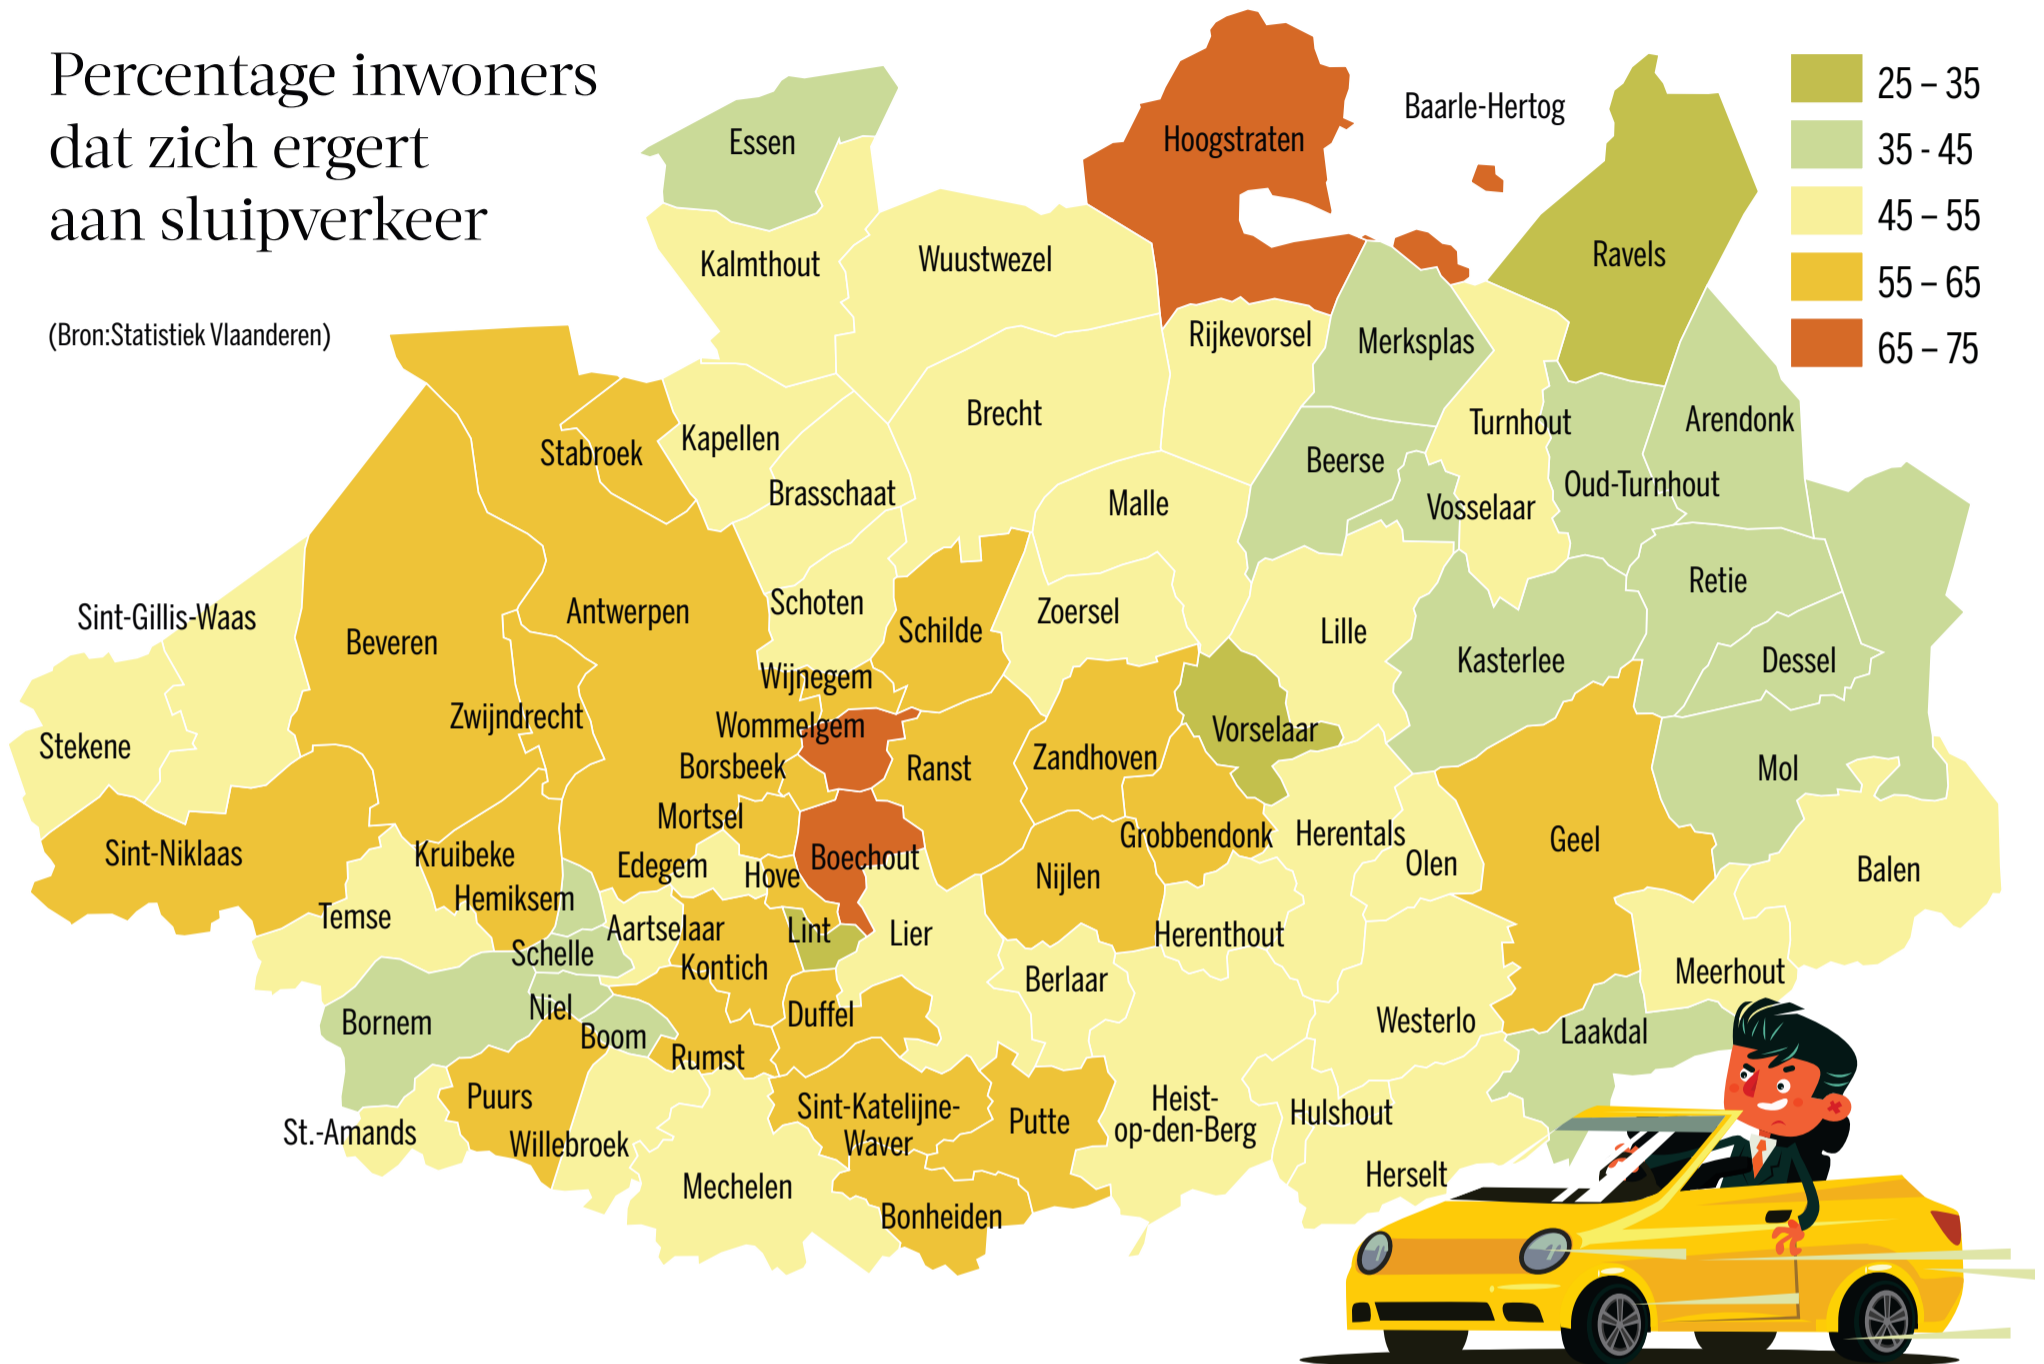 Percentage inwoners
dat zich ergert
aan sluipverkeer
(Bron:Statistiek Vlaanderen)
25 – 35
35 - 45
45 – 55
55 – 65
65 – 75
Baarle-Hertog
Hoogstraten
Essen
Ravels
Wuustwezel
Kalmthout
Rijkevorsel
Merksplas
Brecht
Turnhout
Arendonk
Kapellen
Stabroek
Beerse
Oud-Turnhout
Brasschaat
Malle
Vosselaar
Retie
Schoten
Zoersel
Antwerpen
Sint-Gillis-Waas
Schilde
Lille
Beveren
Kasterlee
Dessel
Wijnegem
Zwijndrecht
Wommelgem
Vorselaar
Stekene
Zandhoven
Borsbeek
Ranst
Mol
Mortsel
Grobbendonk
Herentals
Geel
Sint-Niklaas
Kruibeke
Boechout
Edegem
Olen
Balen
Hove
Nijlen
Hemiksem
Temse
Aartselaar
Lint
Lier
Herenthout
Schelle
Kontich
Berlaar
Meerhout
Niel
Bornem
Duffel
Westerlo
Boom
Laakdal
Rumst
Puurs
Sint-Katelijne-
Waver
Putte
Heist-
op-den-Berg
Hulshout
St.-Amands
Willebroek
Herselt
Mechelen
Bonheiden